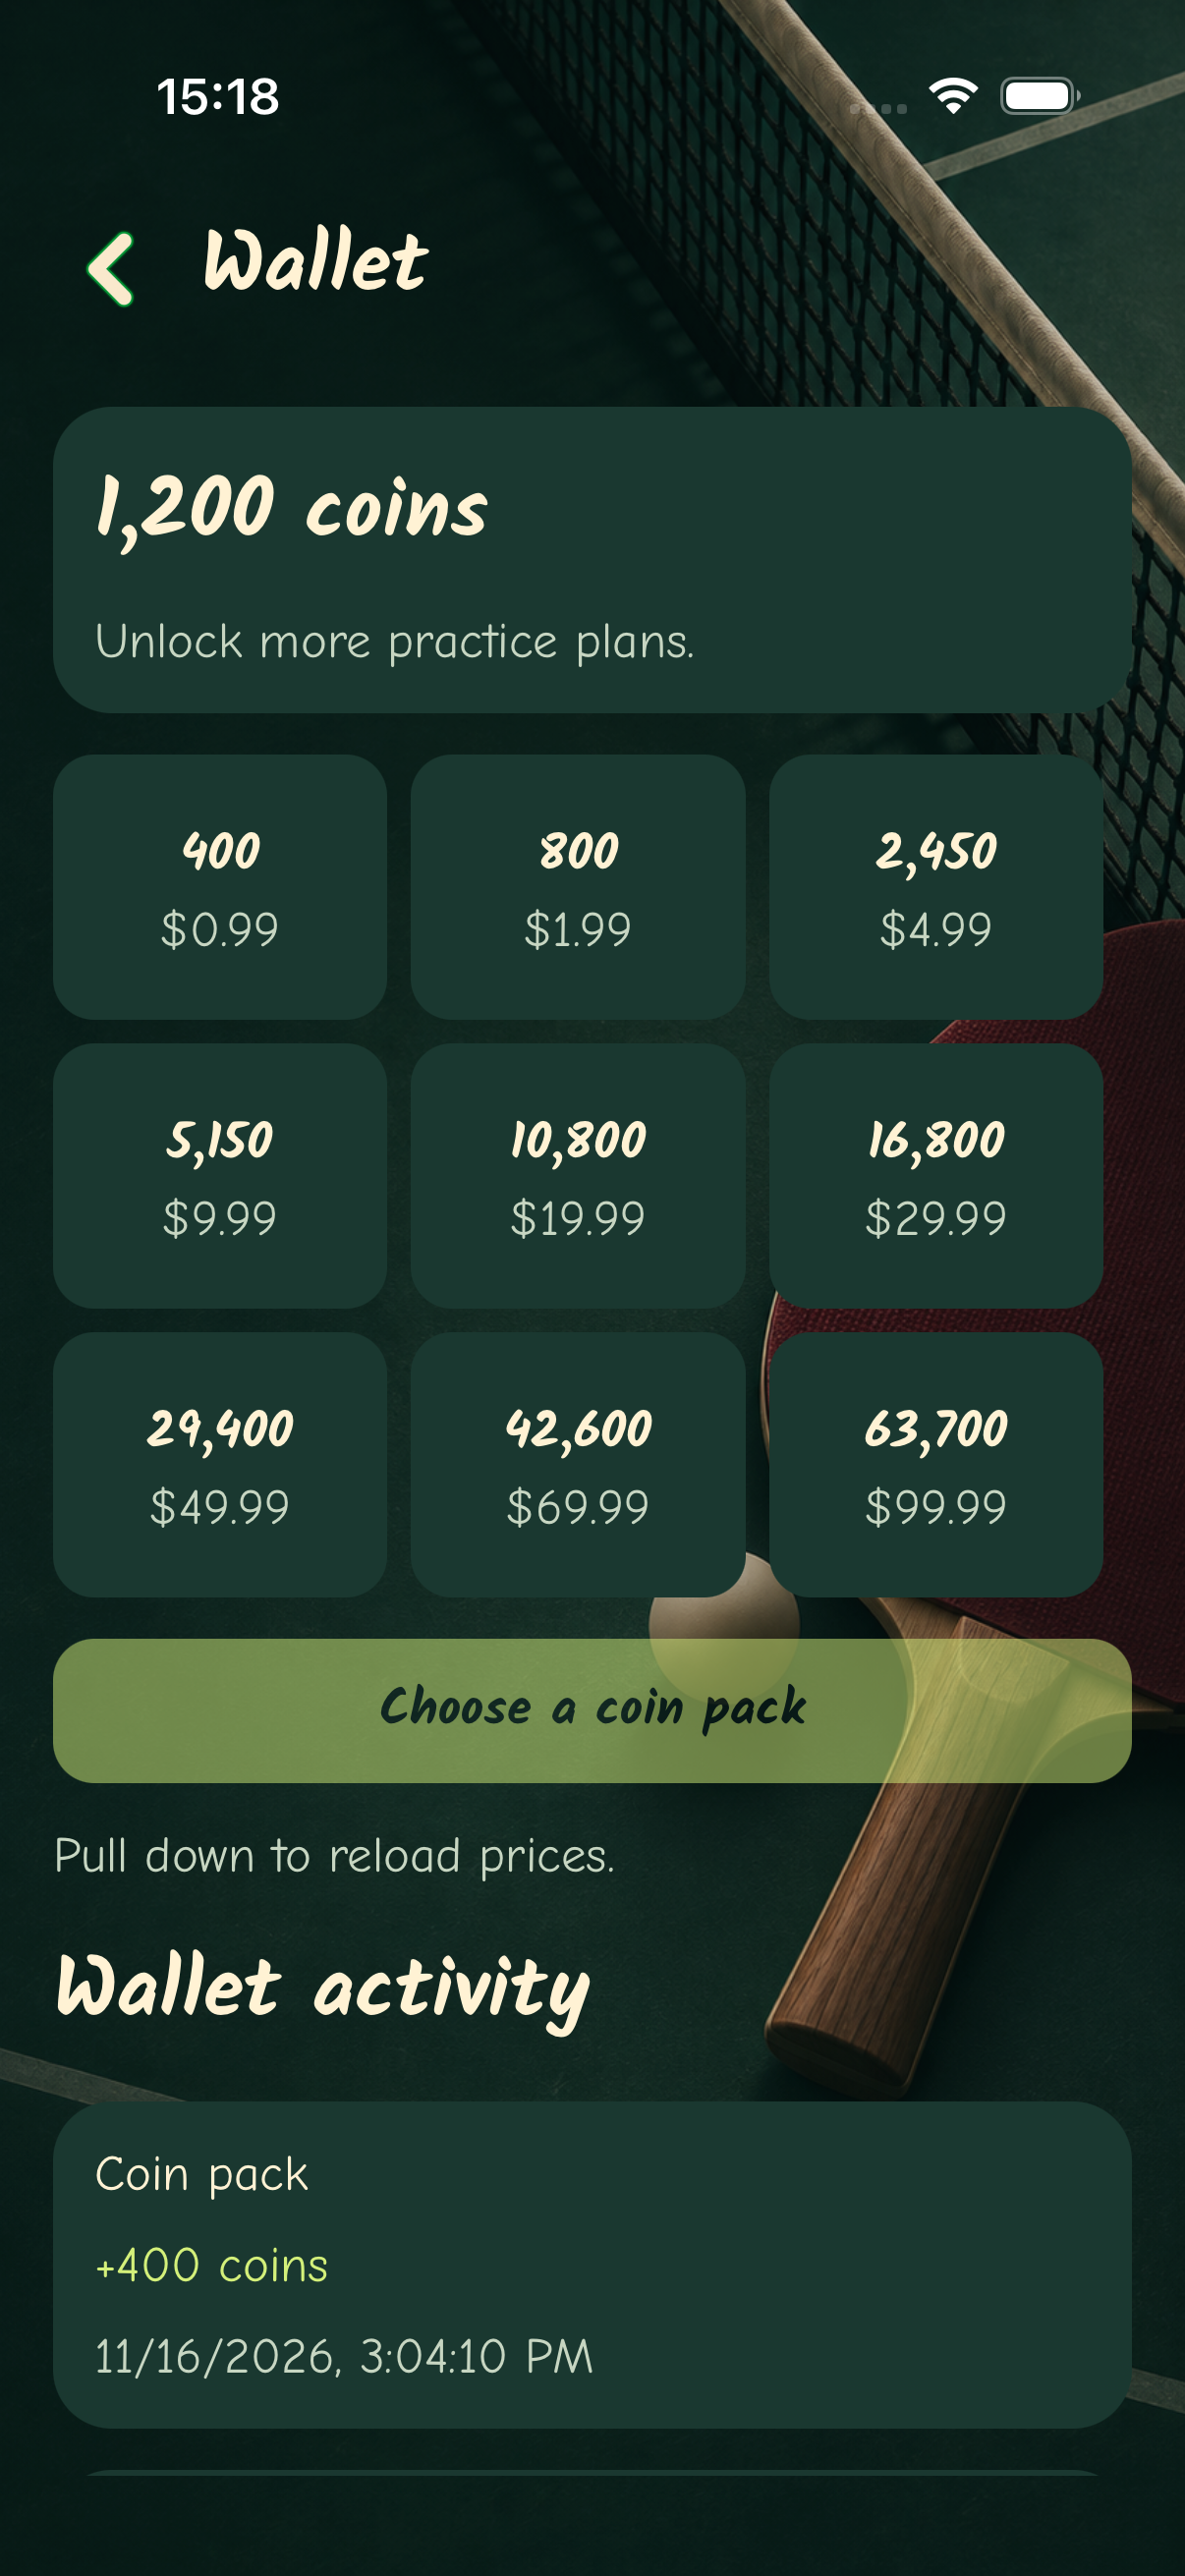 15:18
Wallet
1,200 coins
Unlock more practice plans.
400
$0.99
800
$1.99
2,450
$4.99
5,150
$9.99
10,800
$19.99
16,800
$29.99
29,400
$49.99
42,600
$69.99
63,700
$99.99
Choose a coin pack
Pull down to reload prices.
Wallet activity
Coin pack
+400 coins
11/16/2026, 3:04:10 PM